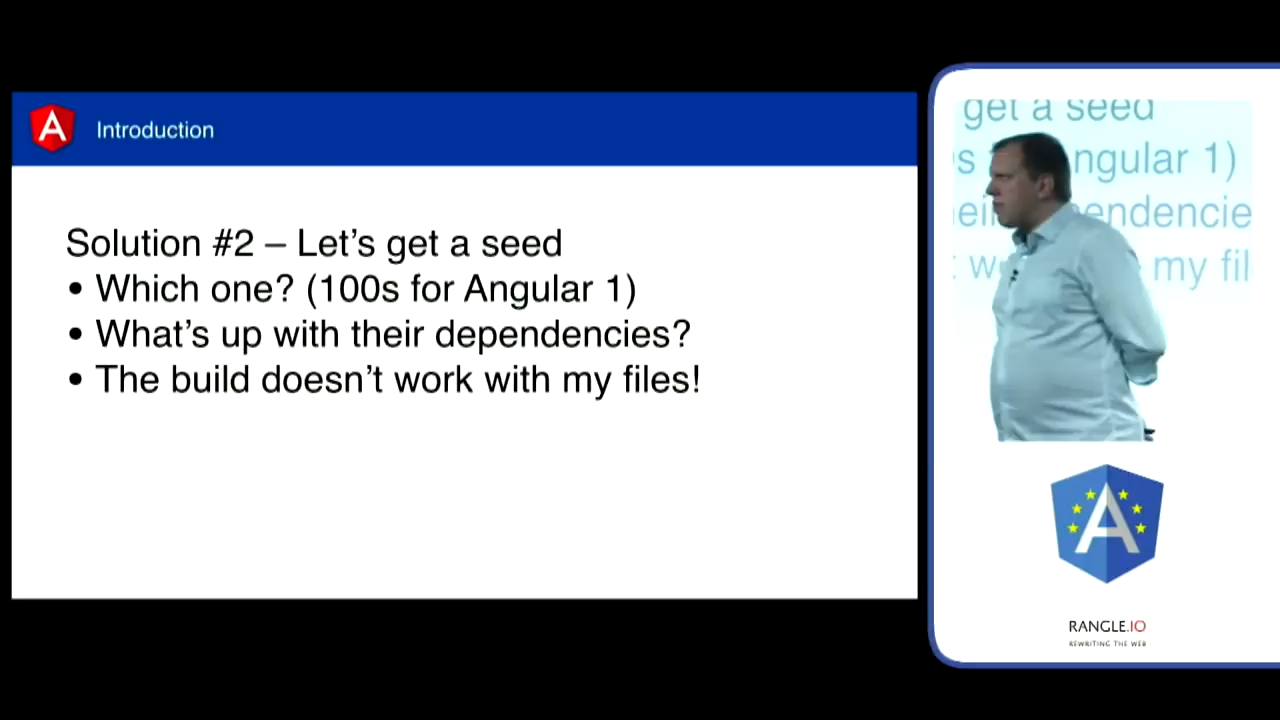 Introduction
Solution #2 – Let's get a seed
• Which one? (100s for Angular 1)
• What's up with their dependencies?
• The build doesn't work with my files!
get a seed
ngular 1)
endencie
my fil
RANGLE.IO
REWRITING THE WEB